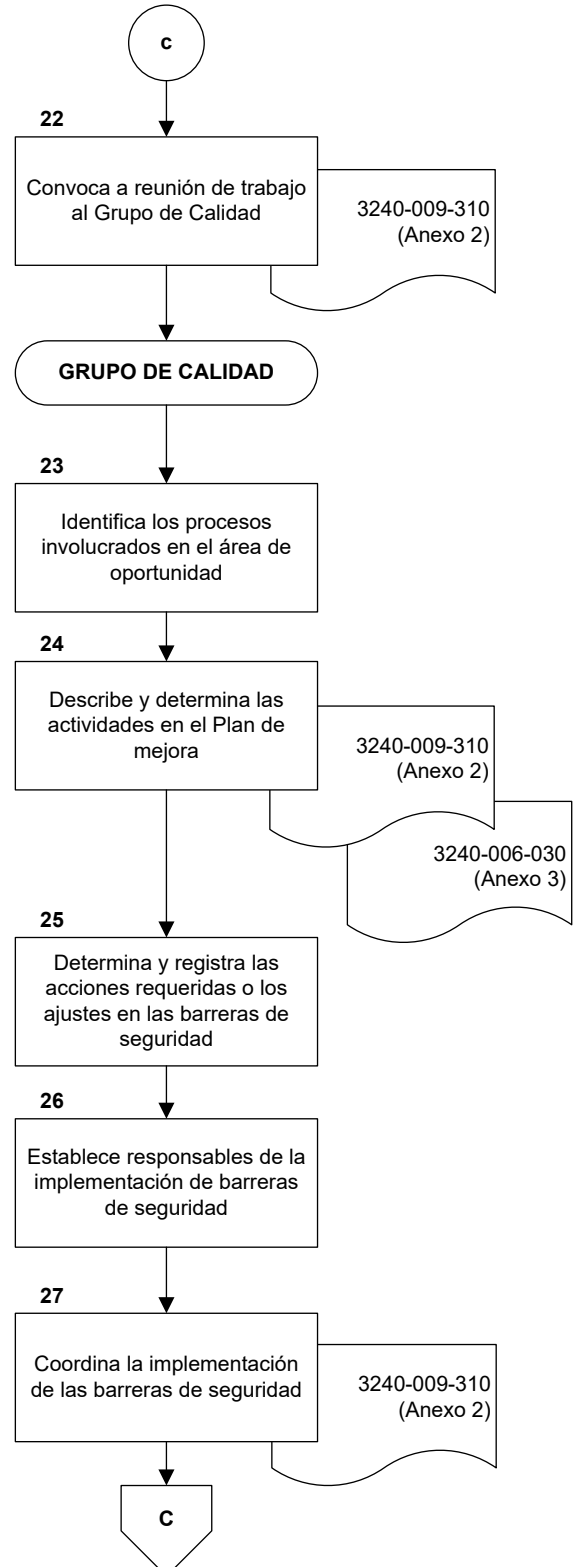 c
22
Convoca a reunión de trabajo
al Grupo de Calidad
3240-009-310
(Anexo 2)
GRUPO DE CALIDAD
23
Identifica los procesos
involucrados en el área de
oportunidad
24
Describe y determina las
actividades en el Plan de
mejora
3240-009-310
(Anexo 2)
3240-006-030
(Anexo 3)
25
Determina y registra las
acciones requeridas o los
ajustes en las barreras de
seguridad
26
Establece responsables de la
implementación de barreras
de seguridad
27
Coordina la implementación
de las barreras de seguridad
3240-009-310
(Anexo 2)
C